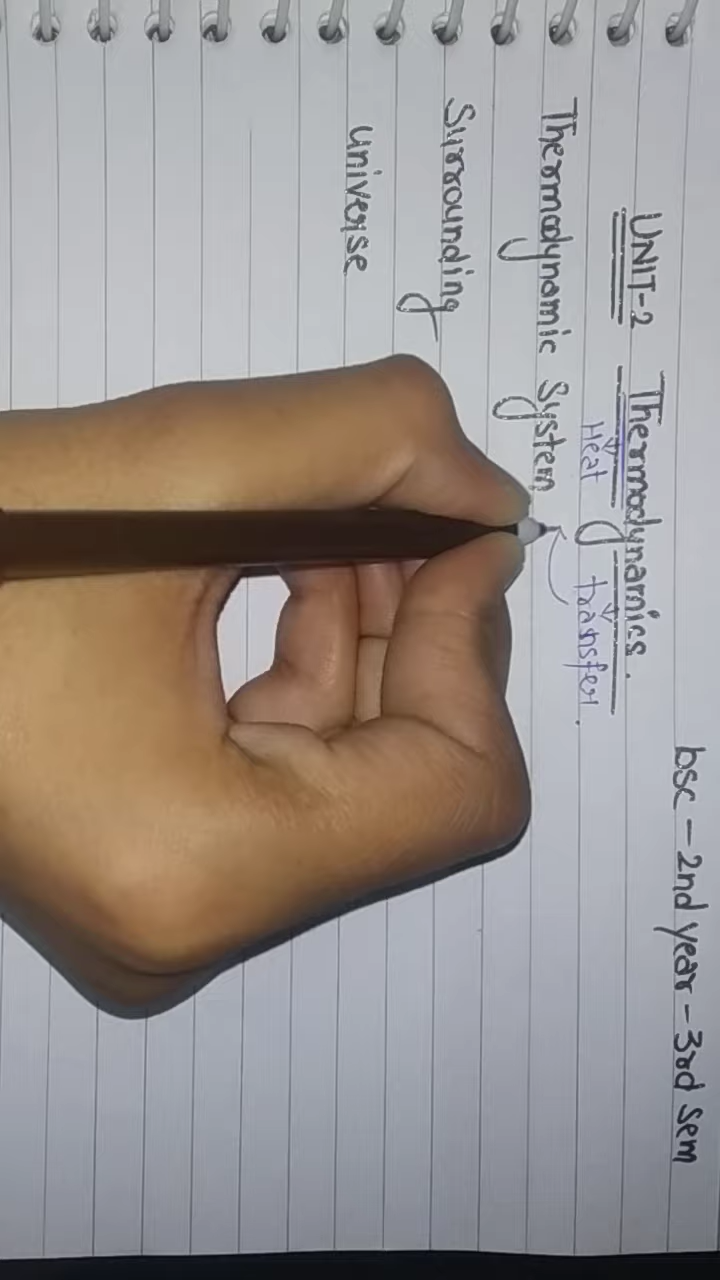 bsc - 2nd year - 3rd sem
UNIT-2 Thermodynamics.
Heat transfer.
Thermodynamic System
Surrounding
universe